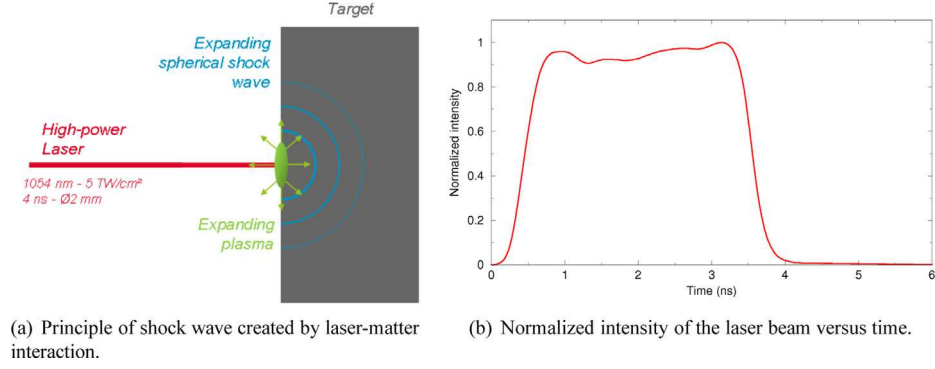 Target
Expanding
spherical shock
wave
High-power
Laser
1054 nm - 5 TW/cm²
4 ns - Ø2 mm
Expanding
plasma
(a) Principle of shock wave created by laser-matter
interaction.
Normalized intensity
1
0.8
0.6
0.4
0.2
0
0 1 2 3 4 5 6
Time (ns)
(b) Normalized intensity of the laser beam versus time.